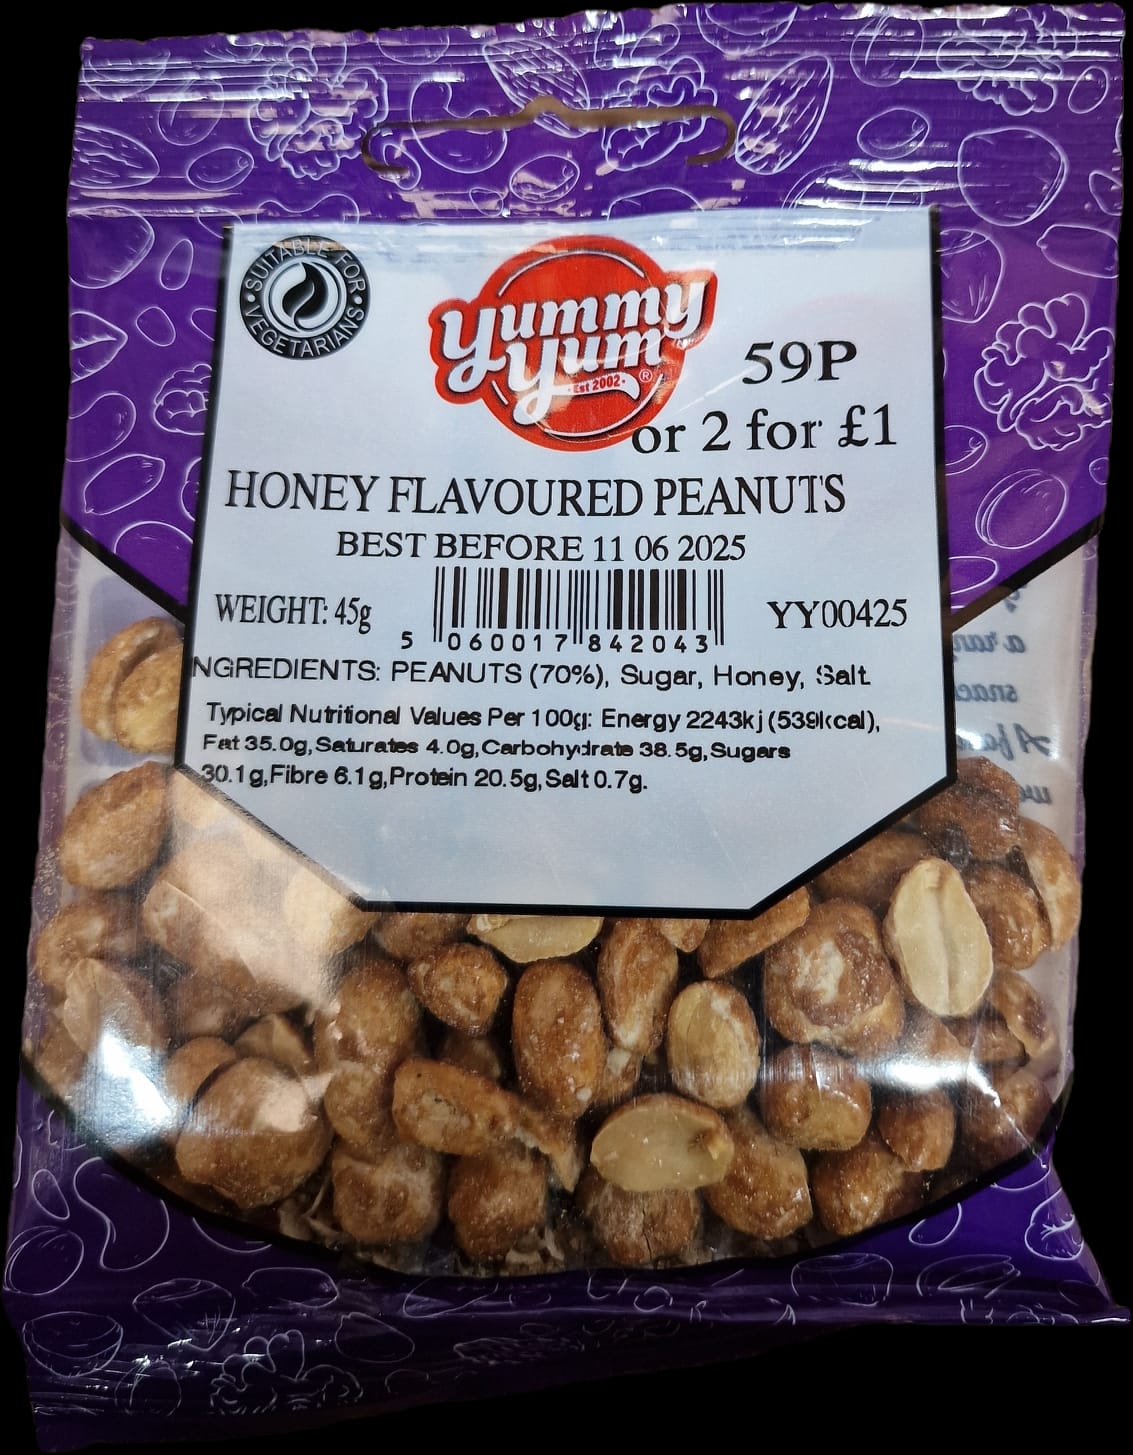 SUITABLE FOR
VEGETARIANS
yummy
yum
Est 2002
®
59P
or 2 for £1
HONEY FLAVOURED PEANUTS
BEST BEFORE 11 06 2025
WEIGHT: 45g
5 060017 842043
YY00425
NGREDIENTS: PEANUTS (70%), Sugar, Honey, Salt
Typical Nutritional Values Per 100g: Energy 2243kj (539kcal),
Fat 35.0g, Saturates 4.0g, Carbohydrate 38.5g, Sugars
30.1g, Fibre 6.1g, Protein 20.5g, Salt 0.7g.